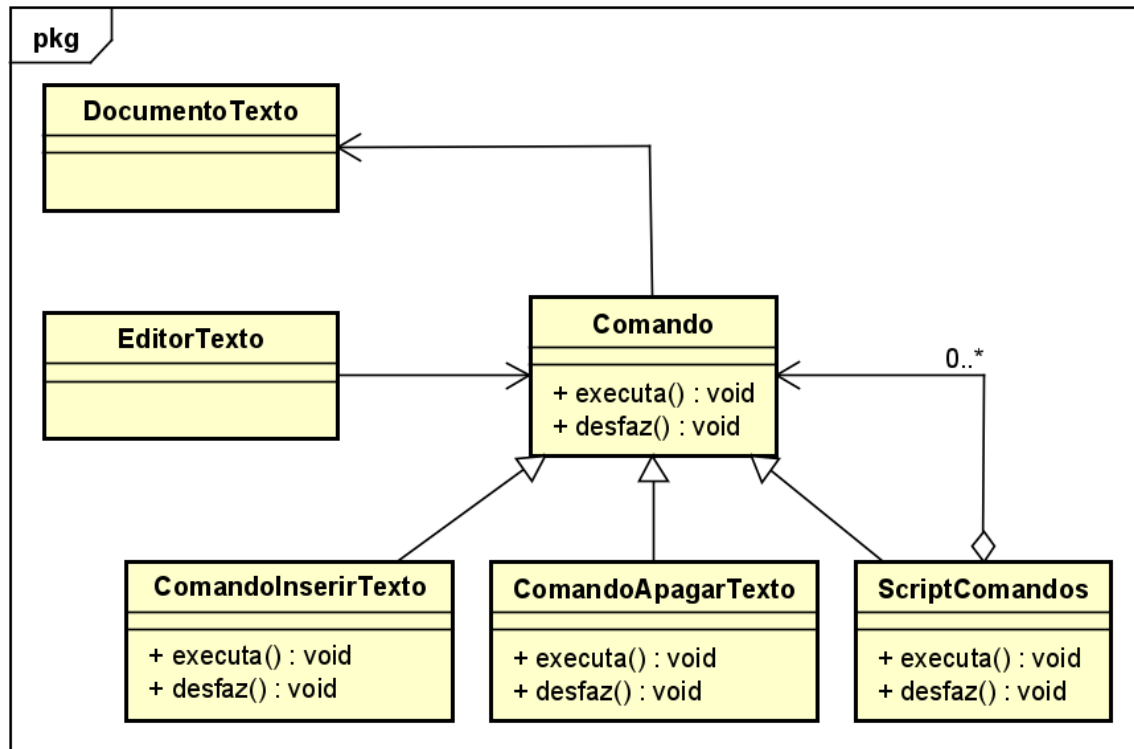 pkg
DocumentoTexto
EditorTexto
Comando
+ executa() : void
+ desfaz() : void
0..*
ComandoInserirTexto
+ executa() : void
+ desfaz() : void
ComandoApagarTexto
+ executa() : void
+ desfaz() : void
ScriptComandos
+ executa() : void
+ desfaz() : void